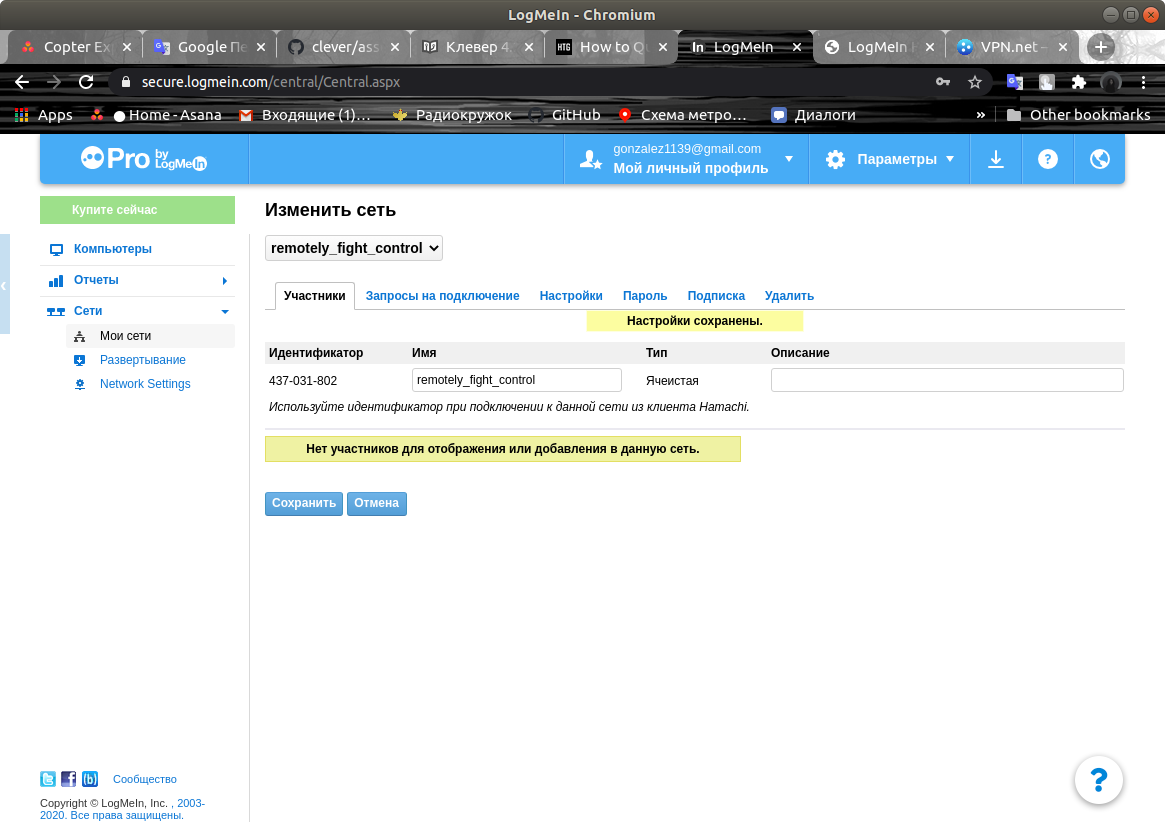 LogMeIn - Chromium
Copter Ex
Google Пе
clever/ass
Клевер 4.
How to Qu
LogMeIn
LogMeIn
VPN.net –
secure.logmein.com/central/Central.aspx
Apps
Home - Asana
Входящие (1)…
Радиокружок
GitHub
Схема метро…
Диалоги
»
Other bookmarks
Pro by LogMeIn
gonzalez1139@gmail.com
Мой личный профиль
Параметры
Купите сейчас
Компьютеры
Отчеты
Сети
Мои сети
Развертывание
Network Settings
Изменить сеть
remotely_fight_control
Участники Запросы на подключение Настройки Пароль Подписка Удалить
Настройки сохранены.
Идентификатор Имя Тип Описание
437-031-802 remotely_fight_control Ячеистая
Используйте идентификатор при подключении к данной сети из клиента Hamachi.
Нет участников для отображения или добавления в данную сеть.
Сохранить Отмена
Сообщество
Copyright © LogMeIn, Inc. , 2003-
2020. Все права защищены.